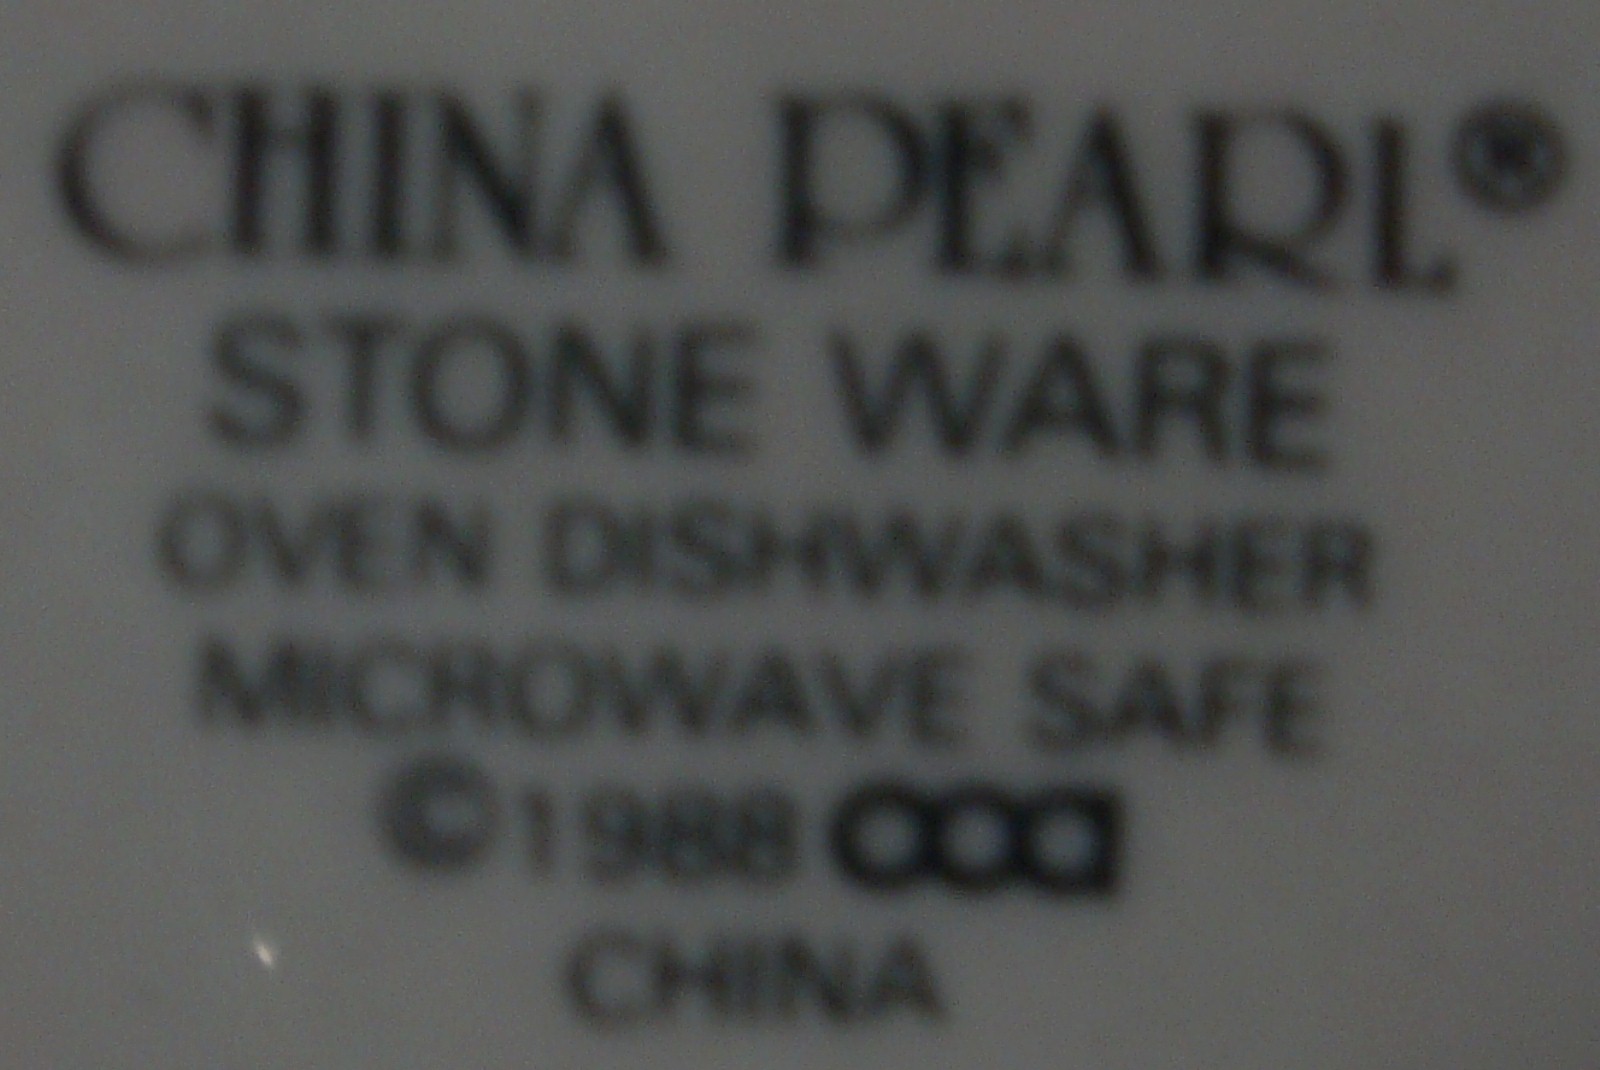 CHINA PEARL®
STONE WARE
OVEN DISHWASHER
MICROWAVE SAFE
©1988
CHINA